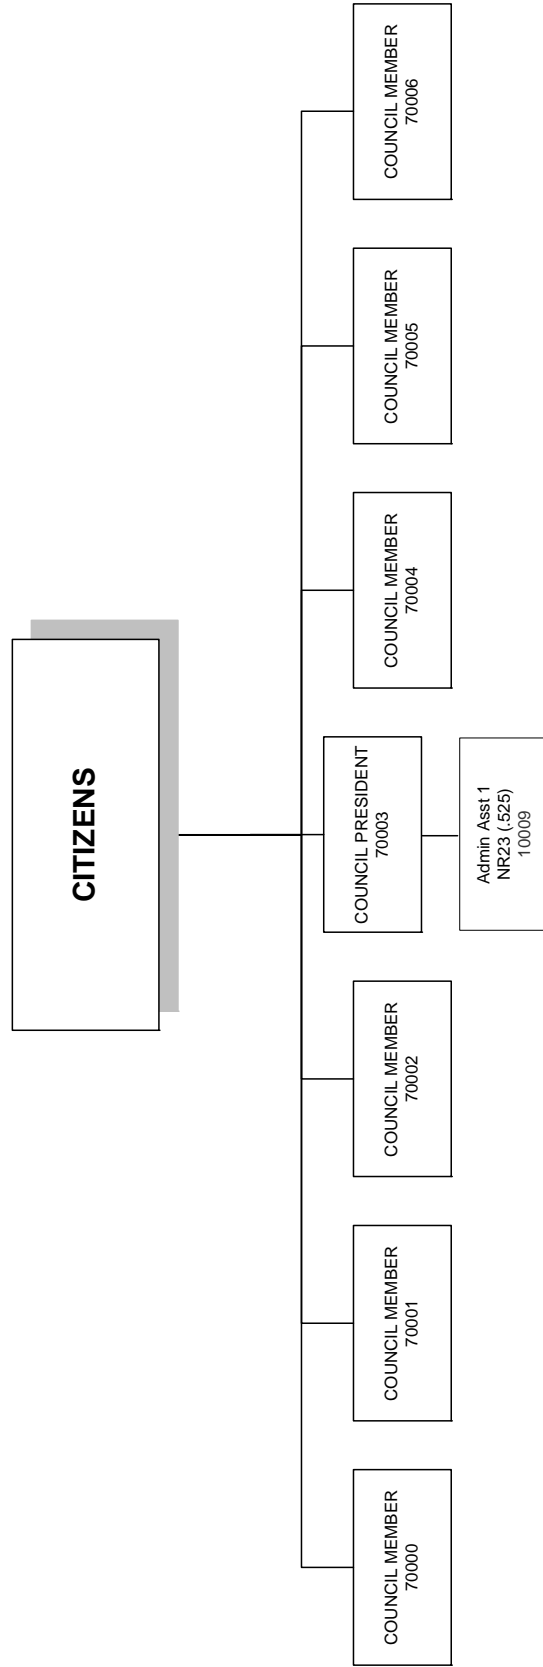 CITIZENS
COUNCIL MEMBER
70000
COUNCIL MEMBER
70001
COUNCIL MEMBER
70002
COUNCIL PRESIDENT
70003
COUNCIL MEMBER
70004
COUNCIL MEMBER
70005
COUNCIL MEMBER
70006
Admin Asst 1
NR23 (.525)
10009